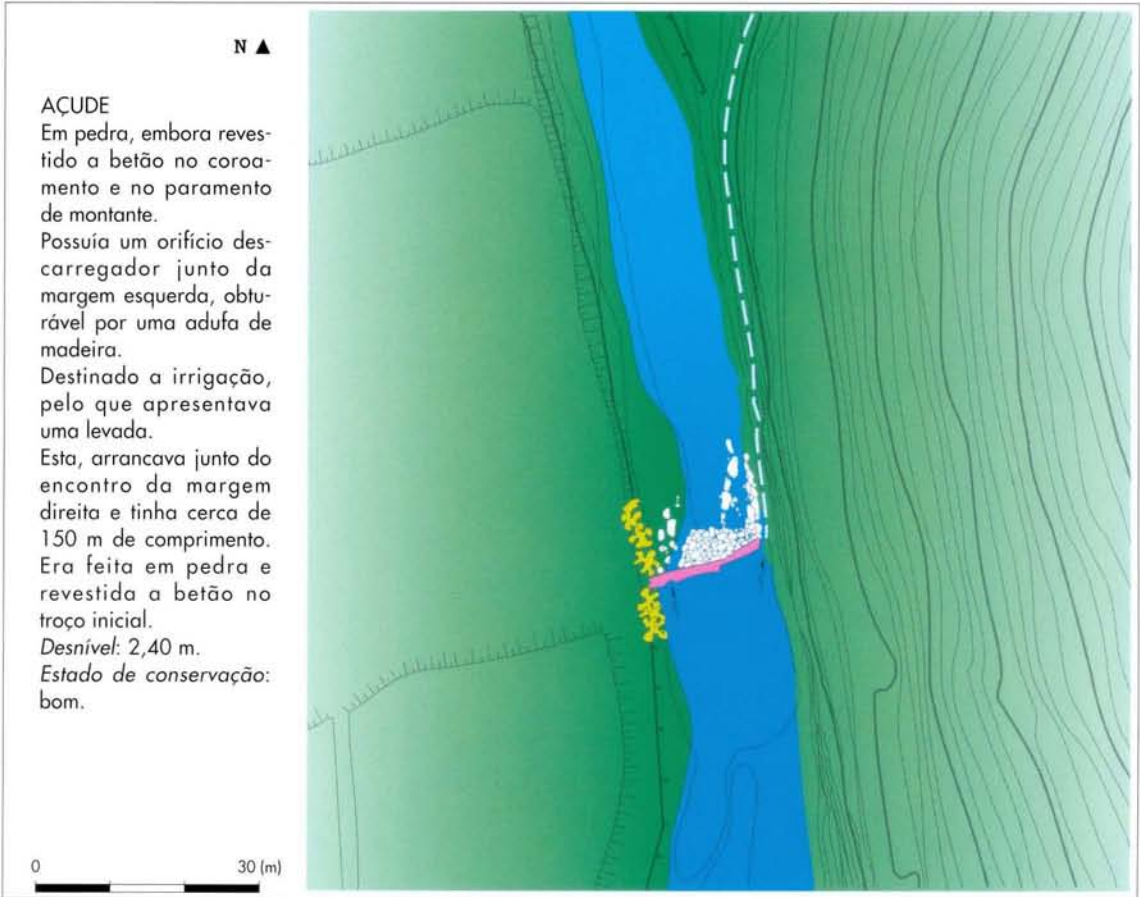 N ▲
AÇUDE
Em pedra, embora reves-
tido a betão no coroa-
mento e no paramento
de montante.
Possuía um orifício des-
carregador junto da
margem esquerda, obtu-
rável por uma adufa de
madeira.
Destinado a irrigação,
pelo que apresentava
uma levada.
Esta, arrancava junto do
encontro da margem
direita e tinha cerca de
150 m de comprimento.
Era feita em pedra e
revestida a betão no
troço inicial.
Desnível: 2,40 m.
Estado de conservação:
bom.
0 30 (m)